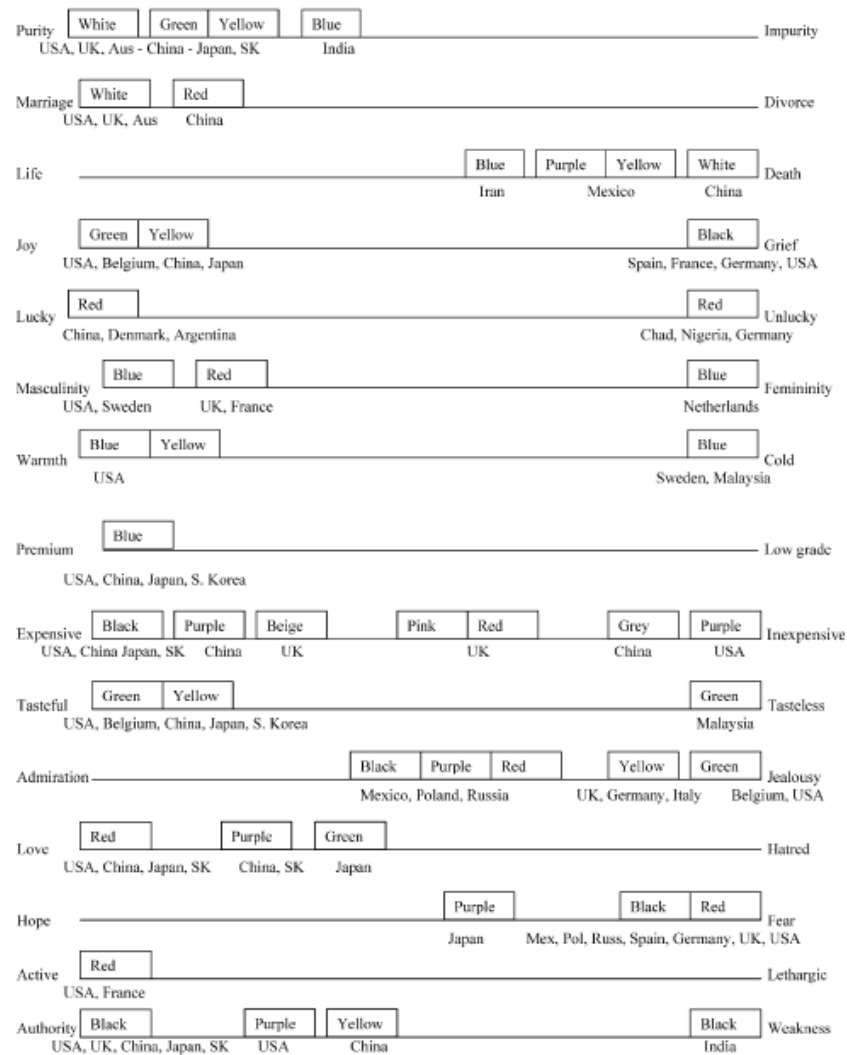 White Green Yellow Blue
Purity Impurity
USA, UK, Aus - China - Japan, SK India
White Red
Marriage Divorce
USA, UK, Aus China
Blue Purple Yellow White
Life Death
Iran Mexico China
Green Yellow Black
Joy Grief
USA, Belgium, China, Japan Spain, France, Germany, USA
Red Red
Lucky Unlucky
China, Denmark, Argentina Chad, Nigeria, Germany
Blue Red Blue
Masculinity Femininity
USA, Sweden UK, France Netherlands
Blue Yellow Blue
Warmth Cold
USA Sweden, Malaysia
Blue
Premium Low grade
USA, China, Japan, S. Korea
Black Purple Beige Pink Red Grey Purple
Expensive Inexpensive
USA, China Japan, SK China UK UK China USA
Green Yellow Green
Tasteful Tasteless
USA, Belgium, China, Japan, S. Korea Malaysia
Black Purple Red Yellow Green
Admiration Jealousy
Mexico, Poland, Russia UK, Germany, Italy Belgium, USA
Red Purple Green
Love Hatred
USA, China, Japan, SK China, SK Japan
Purple Black Red
Hope Fear
Japan Mex, Pol, Russ, Spain, Germany, UK, USA
Red
Active Lethargic
USA, France
Black Purple Yellow Black
Authority Weakness
USA, UK, China, Japan, SK USA China India